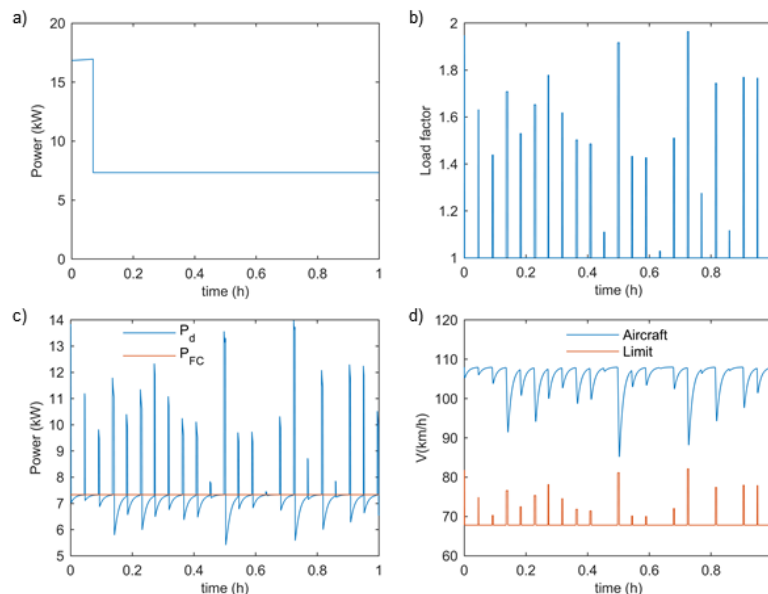 a)
20
15
10
5
0
Power (kW)
0 0.2 0.4 0.6 0.8 1
time (h)
b)
2
1.8
1.6
1.4
1.2
1
Load factor
0 0.2 0.4 0.6 0.8
time (h)
c)
14
13
12
11
10
9
8
7
6
5
Power (kW)
P_d
P_FC
0 0.2 0.4 0.6 0.8 1
time (h)
d)
120
110
100
90
80
70
60
V(km/h)
Aircraft
Limit
0 0.2 0.4 0.6 0.8
time (h)